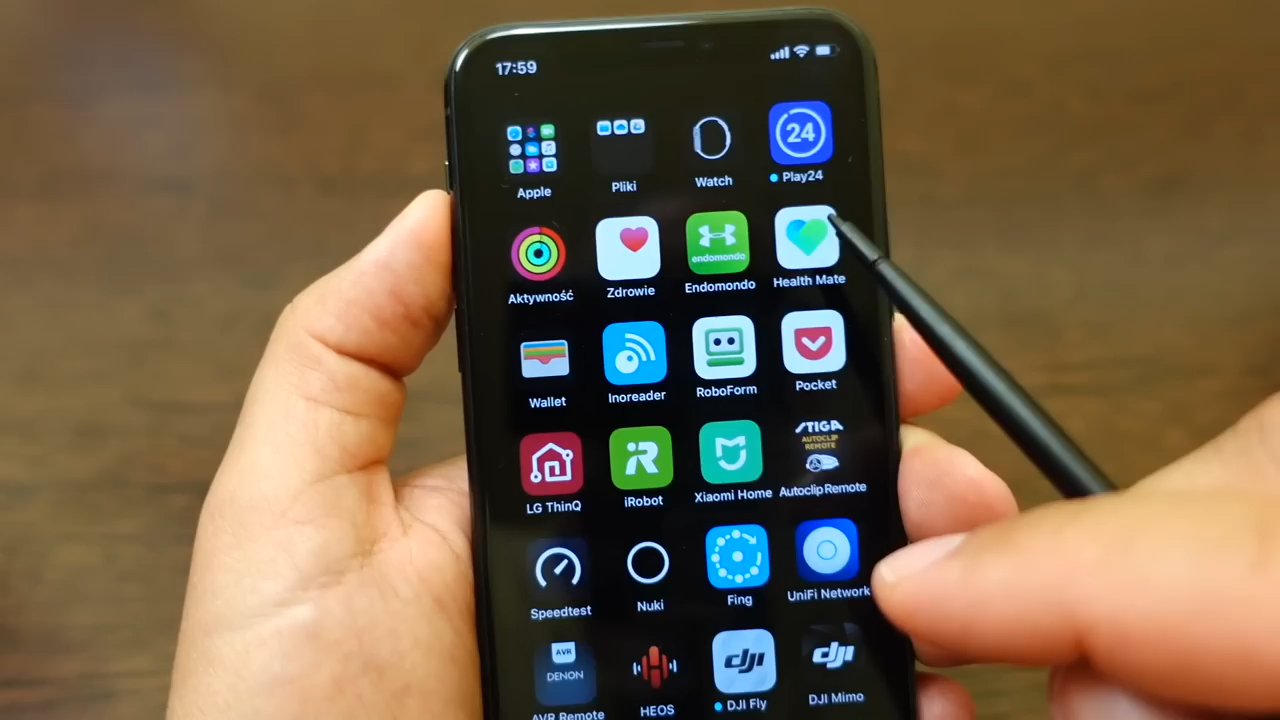 17:59
24
Apple
Pliki
Watch
Play24
endomondo
Aktywność
Zdrowie
Endomondo
Health Mate
Wallet
Inoreader
RoboForm
Pocket
STIGA
AUTOCLIP
REMOTE
LG ThinQ
iRobot
Xiaomi Home
Autoclip Remote
Speedtest
Nuki
Fing
UniFi Network
AVR
DENON
dji
dji
AVR Remote
HEOS
DJI Fly
DJI Mimo